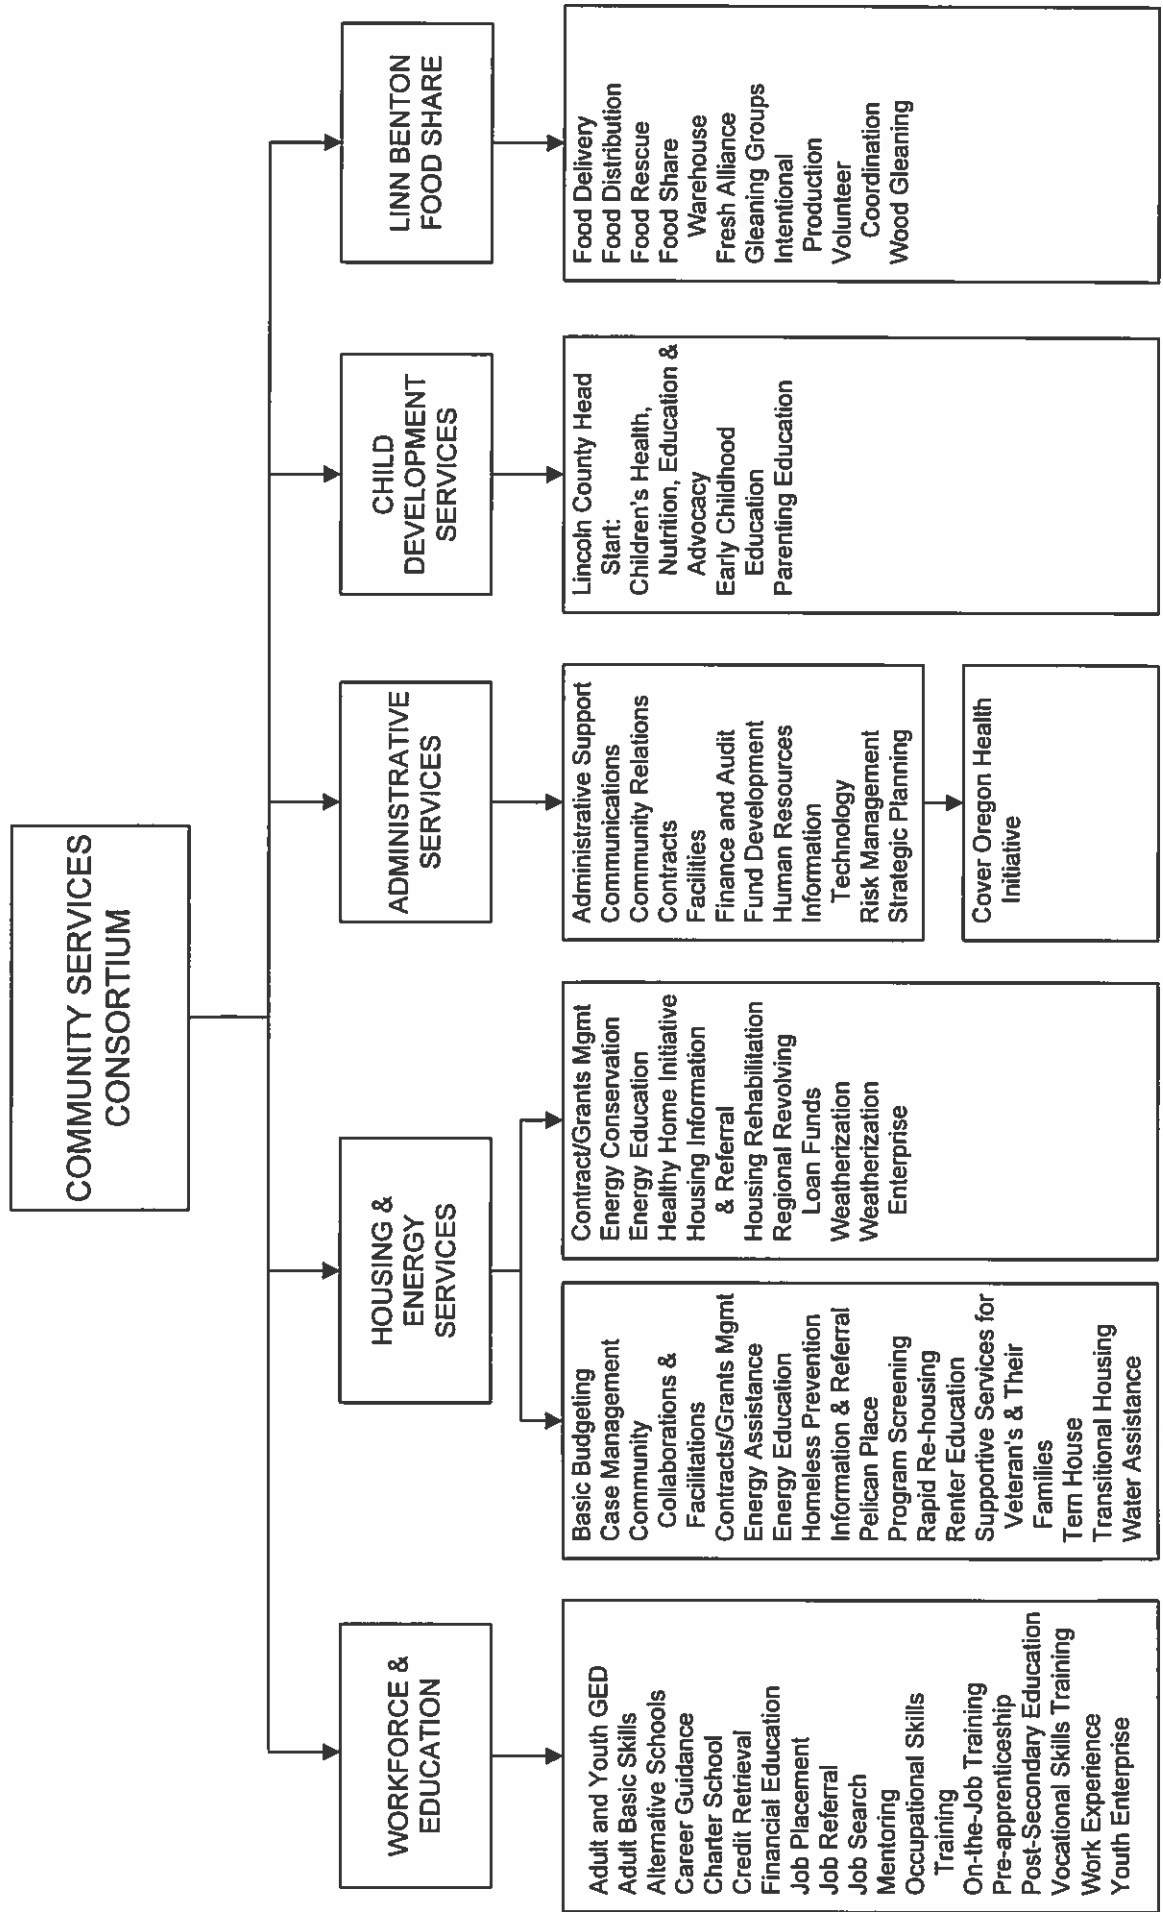 COMMUNITY SERVICES
CONSORTIUM
WORKFORCE &
EDUCATION
HOUSING &
ENERGY
SERVICES
ADMINISTRATIVE
SERVICES
CHILD
DEVELOPMENT
SERVICES
LINN BENTON
FOOD SHARE
Adult and Youth GED
Adult Basic Skills
Alternative Schools
Career Guidance
Charter School
Credit Retrieval
Financial Education
Job Placement
Job Referral
Job Search
Mentoring
Occupational Skills
Training
On-the-Job Training
Pre-apprenticeship
Post-Secondary Education
Vocational Skills Training
Work Experience
Youth Enterprise
Basic Budgeting
Case Management
Community
Collaborations &
Facilitations
Contracts/Grants Mgmt
Energy Assistance
Energy Education
Homeless Prevention
Information & Referral
Pelican Place
Program Screening
Rapid Re-housing
Renter Education
Supportive Services for
Veteran's & Their
Families
Tern House
Transitional Housing
Water Assistance
Contract/Grants Mgmt
Energy Conservation
Energy Education
Healthy Home Initiative
Housing Information
& Referral
Housing Rehabilitation
Regional Revolving
Loan Funds
Weatherization
Weatherization
Enterprise
Administrative Support
Communications
Community Relations
Contracts
Facilities
Finance and Audit
Fund Development
Human Resources
Information
Technology
Risk Management
Strategic Planning
Cover Oregon Health
Initiative
Lincoln County Head
Start:
Children's Health,
Nutrition, Education &
Advocacy
Early Childhood
Education
Parenting Education
Food Delivery
Food Distribution
Food Rescue
Food Share
Warehouse
Fresh Alliance
Gleaning Groups
Intentional
Production
Volunteer
Coordination
Wood Gleaning